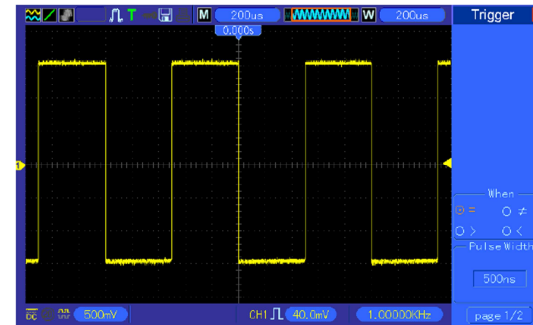 T M 200us W 200us Trigger
0.000s
1
When
= ≠
> <
Pulse Width
500ns
DC 500mV CH1 40.0mV 1.00000KHz page 1/2